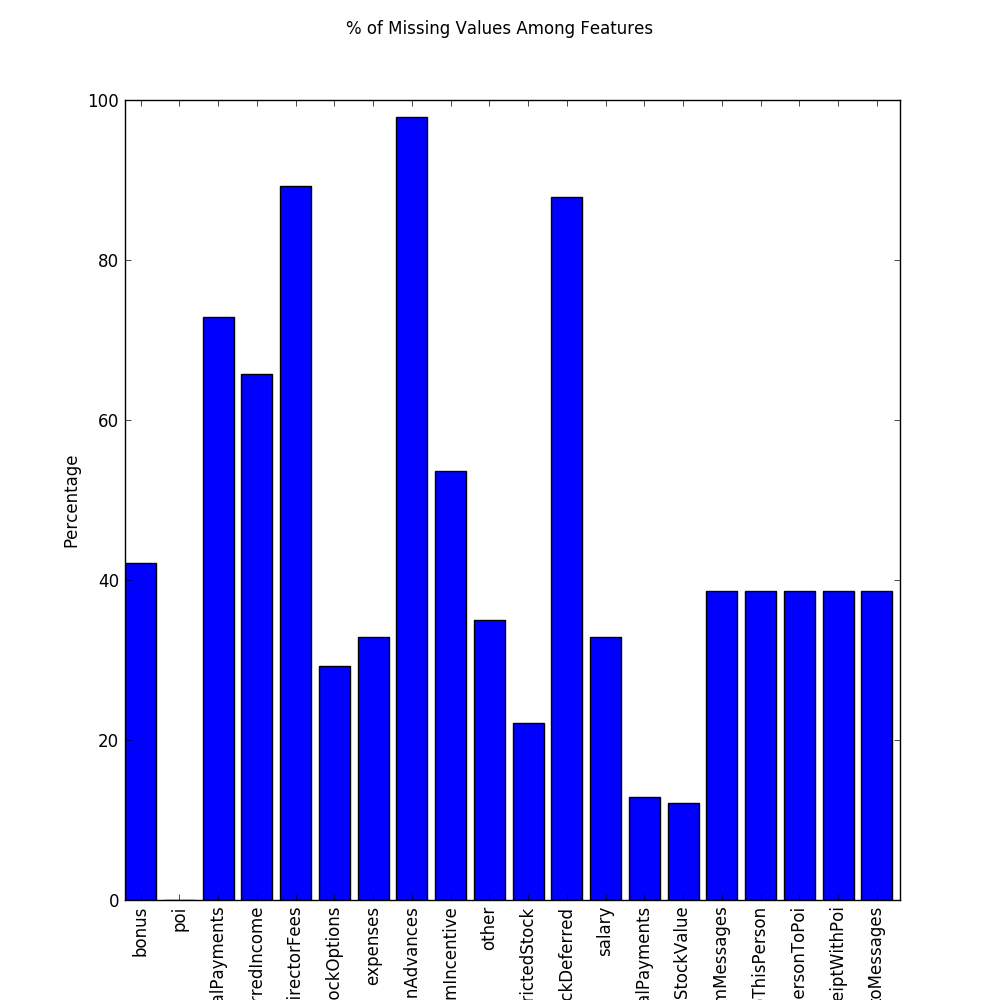 % of Missing Values Among Features
Percentage
100
80
60
40
20
0
bonus
poi
alPayments
rredIncome
irectorFees
ockOptions
expenses
nAdvances
mIncentive
other
rictedStock
ckDeferred
salary
alPayments
StockValue
mMessages
ThisPerson
ersonToPoi
eiptWithPoi
oMessages